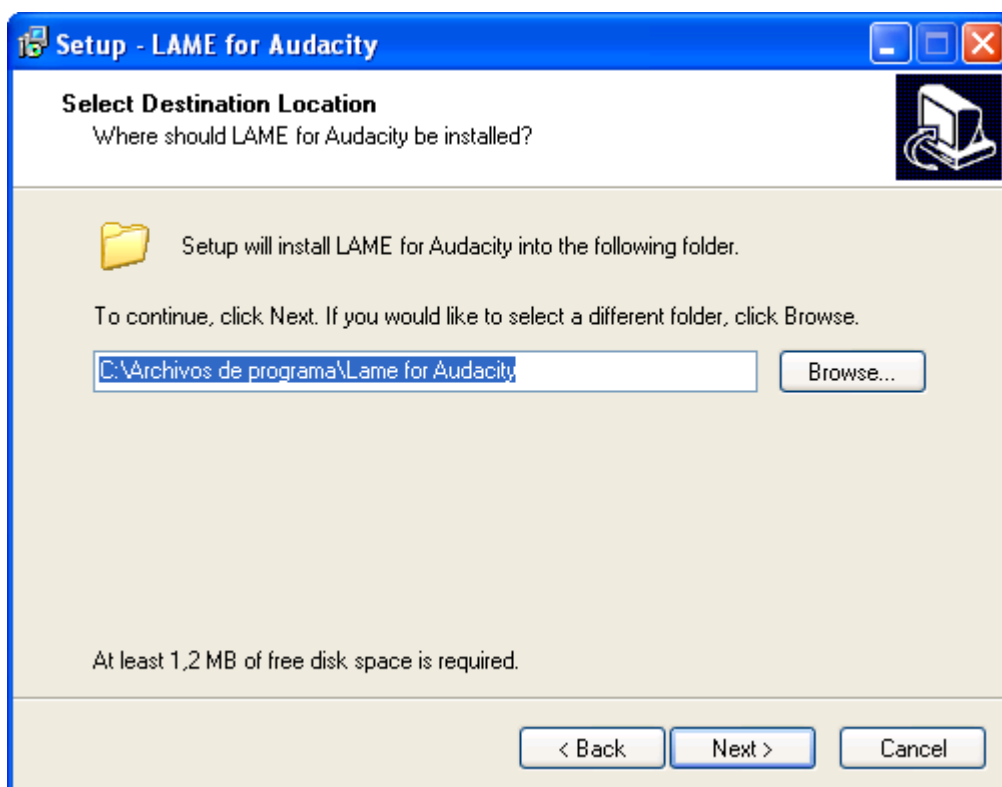 Setup - LAME for Audacity
Select Destination Location
Where should LAME for Audacity be installed?
Setup will install LAME for Audacity into the following folder.
To continue, click Next. If you would like to select a different folder, click Browse.
C:\Archivos de programa\Lame for Audacity
Browse...
At least 1,2 MB of free disk space is required.
< Back
Next >
Cancel